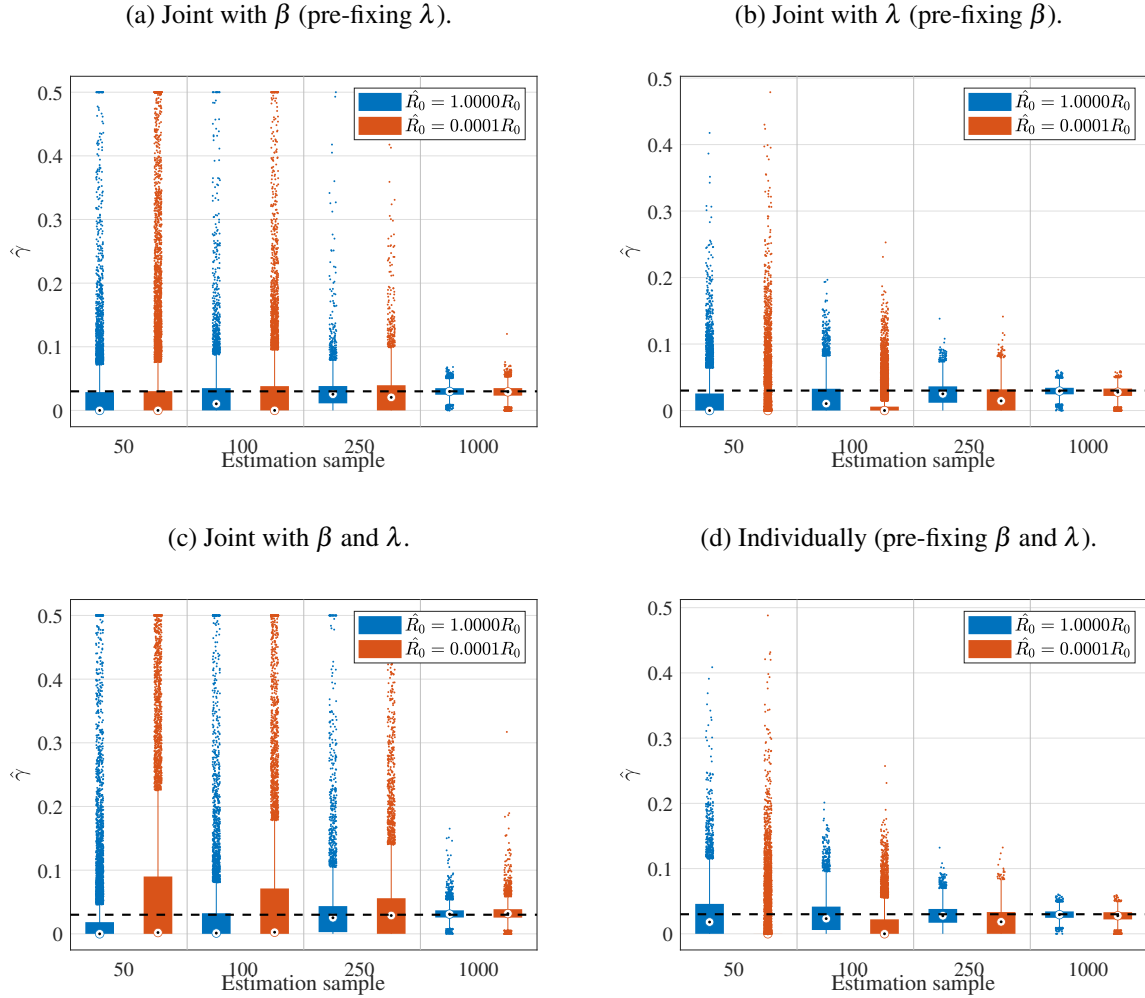 (a) Joint with β (pre-fixing λ).
0.5
0.4
0.3
0.2
0.1
0
γ̂
R̂₀ = 1.0000R₀
R̂₀ = 0.0001R₀
50 100 250 1000
Estimation sample
(b) Joint with λ (pre-fixing β).
0.5
0.4
0.3
0.2
0.1
0
γ̂
R̂₀ = 1.0000R₀
R̂₀ = 0.0001R₀
50 100 250 1000
Estimation sample
(c) Joint with β and λ.
0.5
0.4
0.3
0.2
0.1
0
γ̂
R̂₀ = 1.0000R₀
R̂₀ = 0.0001R₀
50 100 250 1000
Estimation sample
(d) Individually (pre-fixing β and λ).
0.5
0.4
0.3
0.2
0.1
0
γ̂
R̂₀ = 1.0000R₀
R̂₀ = 0.0001R₀
50 100 250 1000
Estimation sample